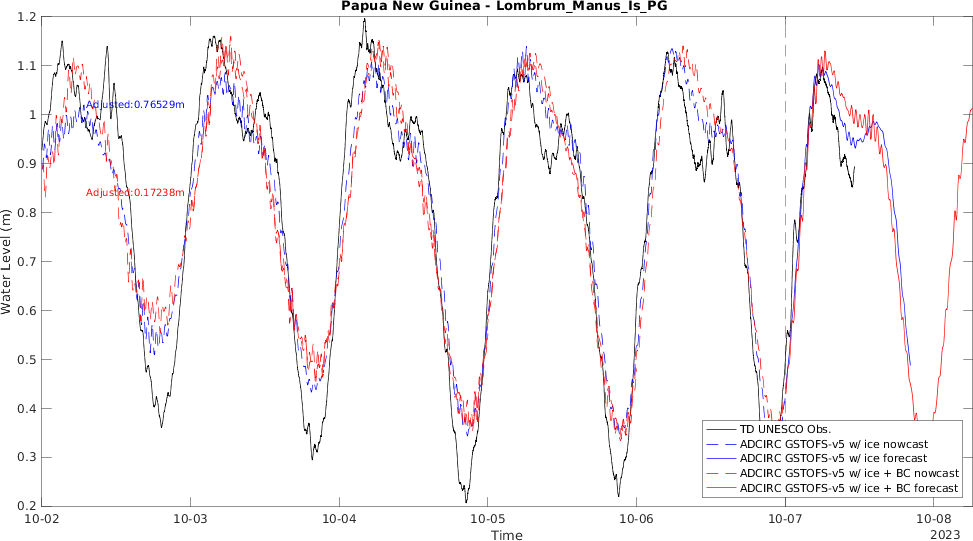 Papua New Guinea - Lombrum_Manus_Is_PG
1.2
1.1
1
0.9
0.8
0.7
0.6
0.5
0.4
0.3
0.2
Water Level (m)
Adjusted:0.76529m
Adjusted:0.17238m
TD UNESCO Obs.
ADCIRC GSTOFS-v5 w/ ice nowcast
ADCIRC GSTOFS-v5 w/ ice forecast
ADCIRC GSTOFS-v5 w/ ice + BC nowcast
ADCIRC GSTOFS-v5 w/ ice + BC forecast
10-02 10-03 10-04 10-05 10-06 10-07 10-08
Time
2023